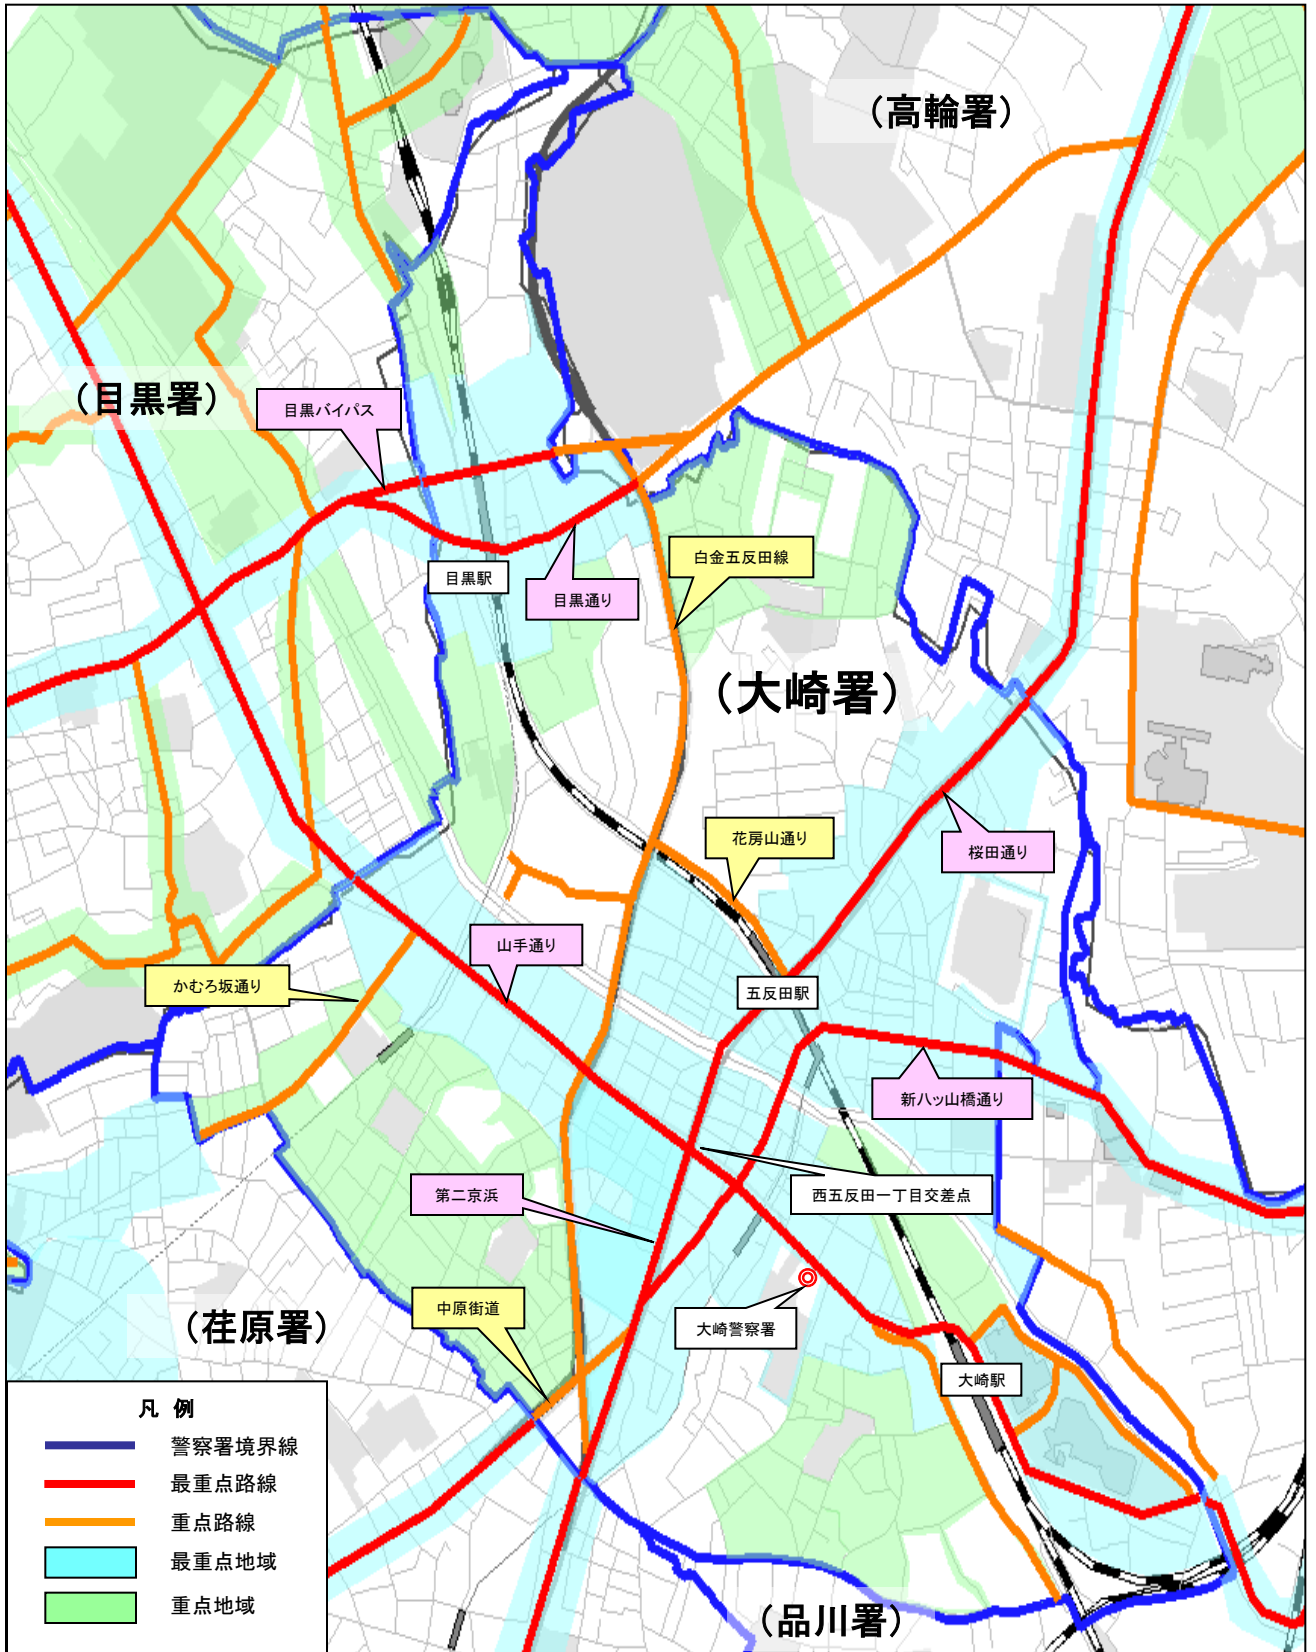 （高輪署）
（目黒署）
目黒バイパス
白金五反田線
目黒駅
目黒通り
（大崎署）
花房山通り
桜田通り
山手通り
かむろ坂通り
五反田駅
新八ッ山橋通り
第二京浜
西五反田一丁目交差点
中原街道
（荏原署）
大崎警察署
大崎駅
凡 例
警察署境界線
最重点路線
重点路線
最重点地域
重点地域
（品川署）